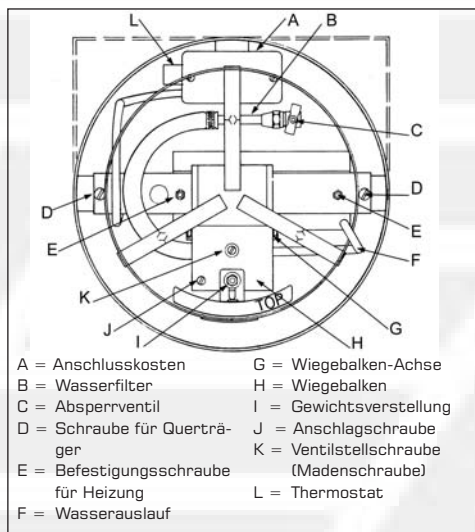 L
A
B
C
D
D
E
E
F
K
J
I
H
G
TOP
A = Anschlusskosten
B = Wasserfilter
C = Absperrventil
D = Schraube für Querträ-
ger
E = Befestigungsschraube
für Heizung
F = Wasserauslauf
G = Wiegebalken-Achse
H = Wiegebalken
I = Gewichtsverstellung
J = Anschlagschraube
K = Ventilstellschraube
(Madenschraube)
L = Thermostat